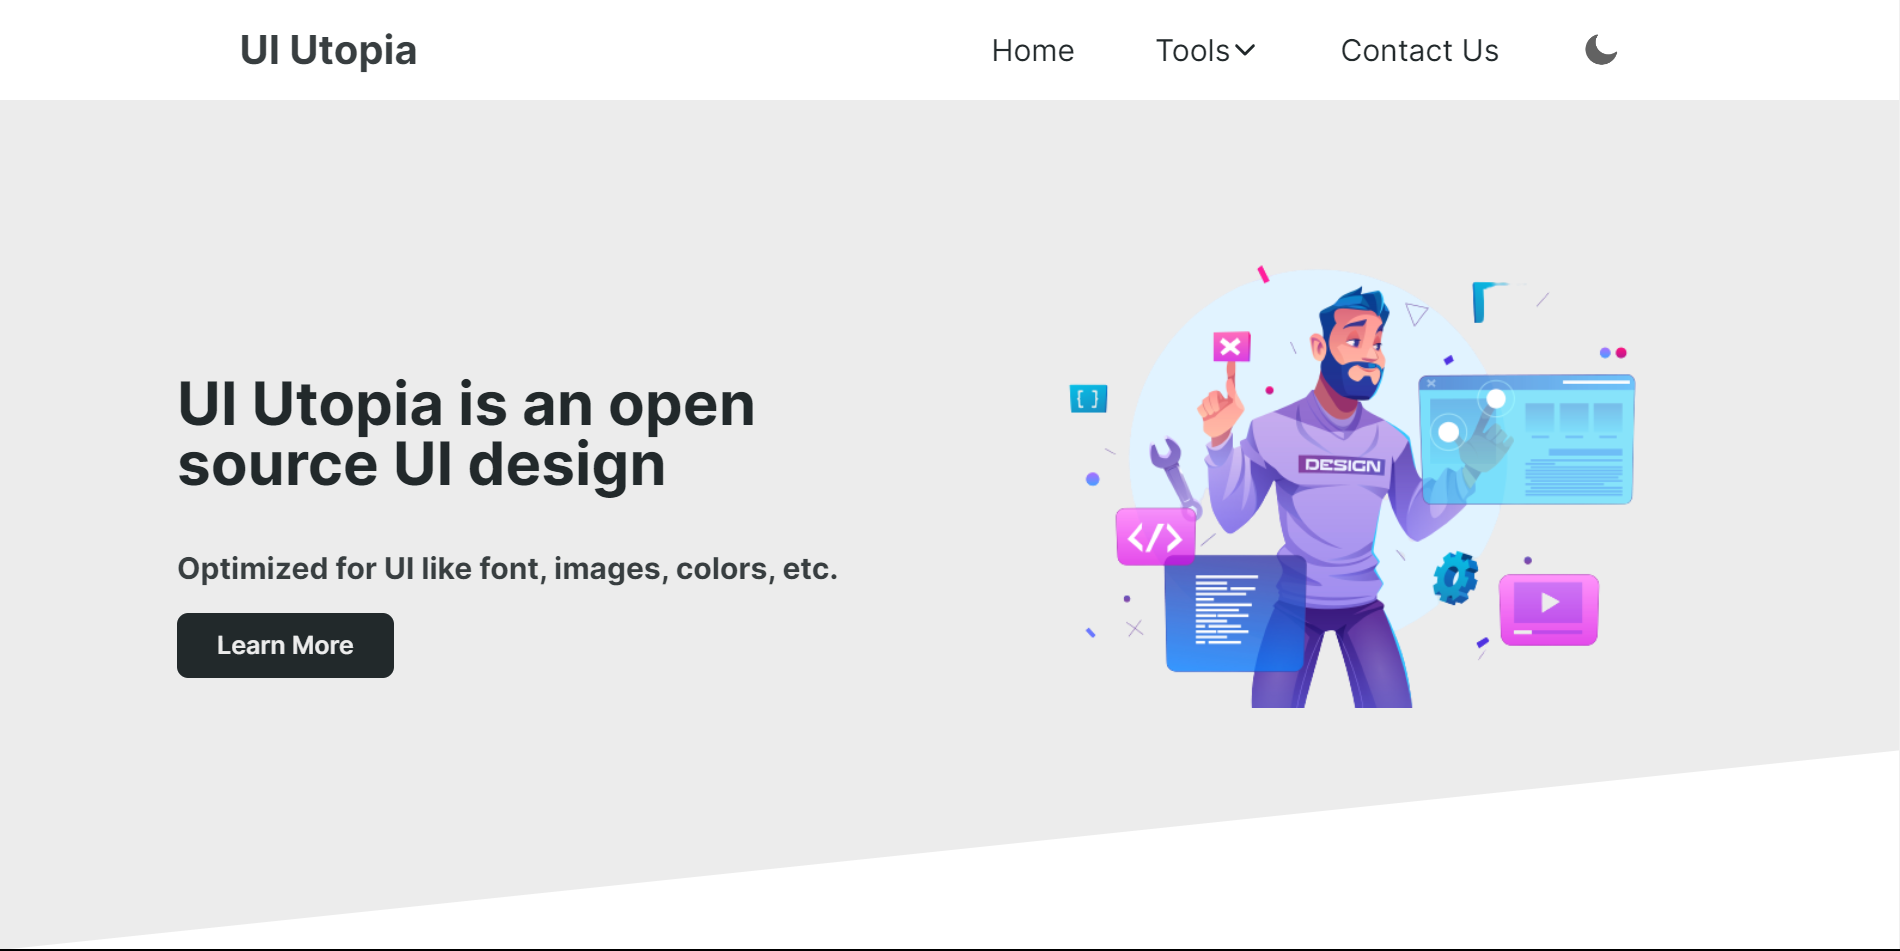 UI Utopia
Home
Tools
Contact Us
UI Utopia is an open
source UI design
Optimized for UI like font, images, colors, etc.
Learn More
{ }
DESIGN
</>